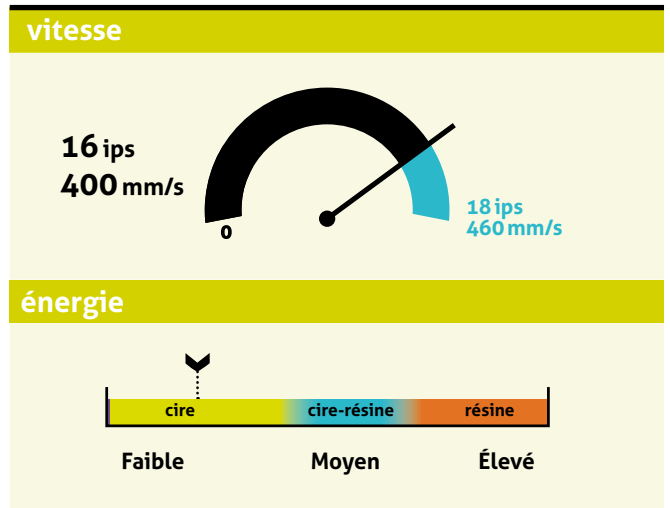 vitesse
16 ips
400 mm/s
0
18 ips
460 mm/s
énergie
cire cire-résine résine
Faible Moyen Élevé